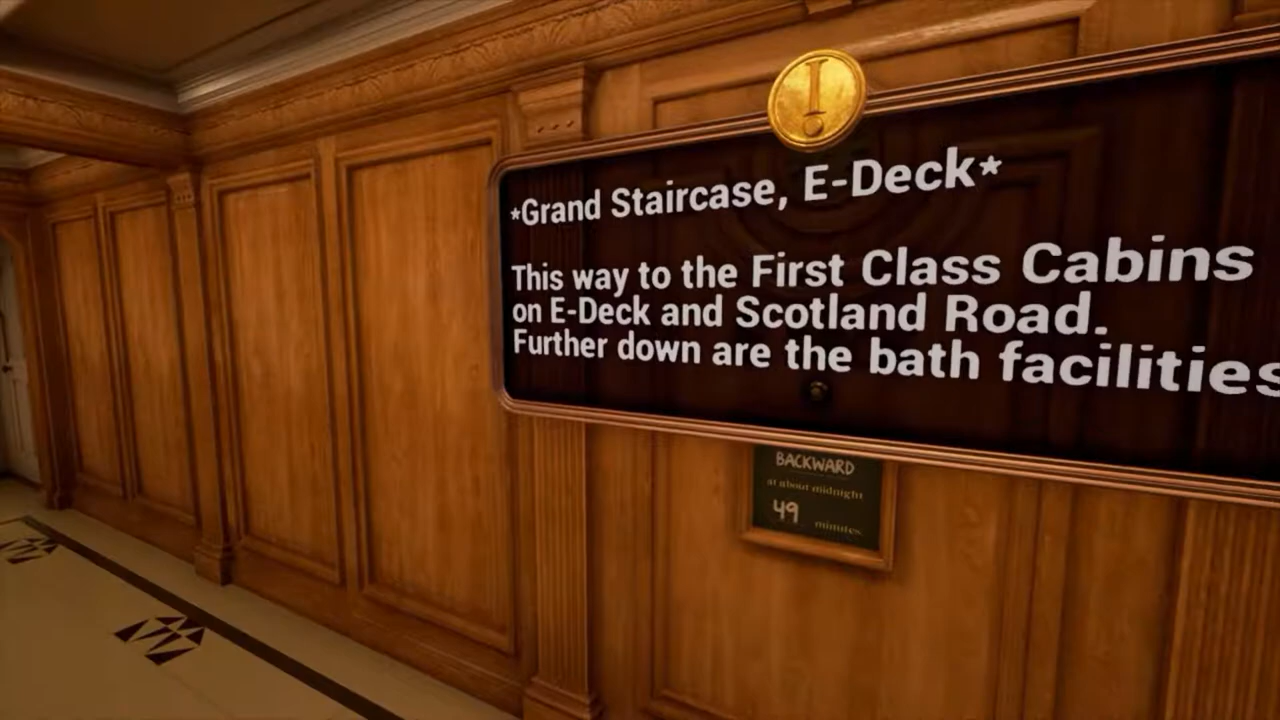 !
*Grand Staircase, E-Deck*
This way to the First Class Cabins
on E-Deck and Scotland Road.
Further down are the bath facilities
BACKWARD
at about midnight
49
minutes